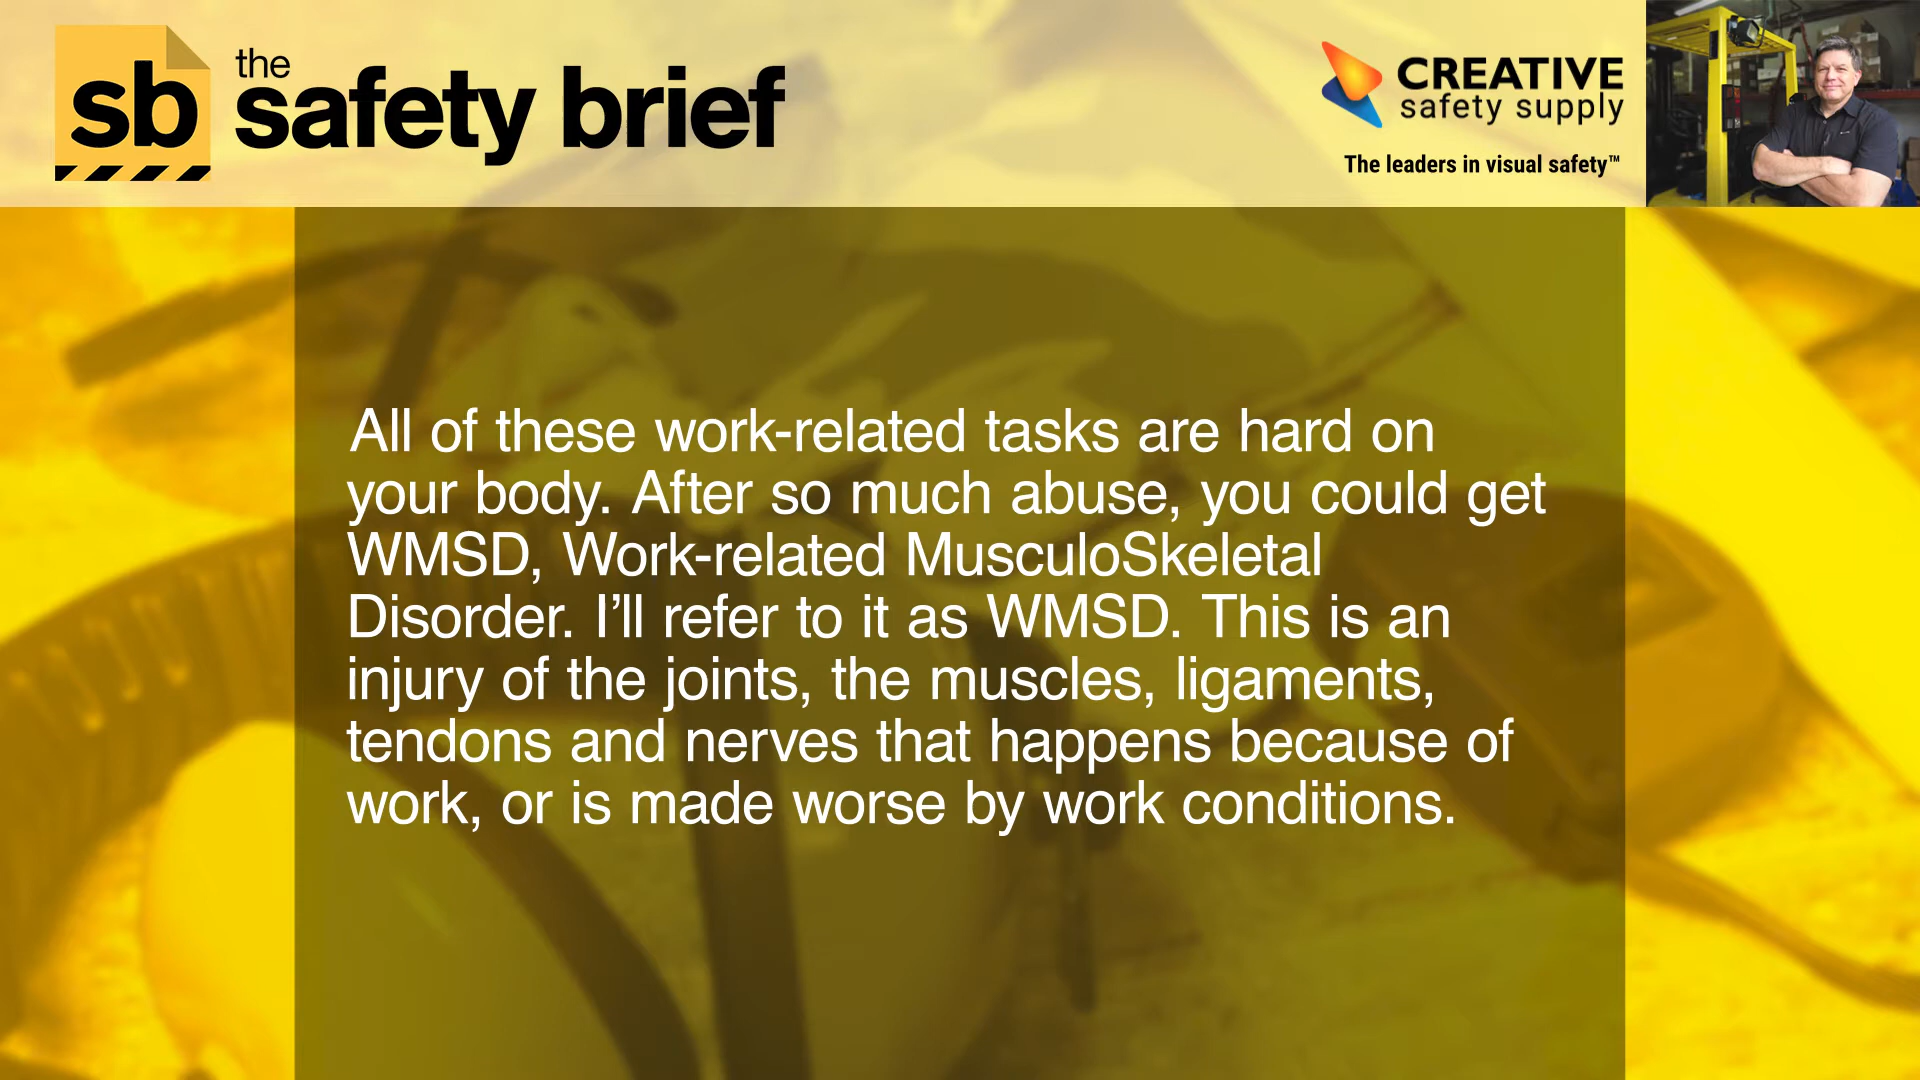 sb
the
safety brief
CREATIVE
safety supply
The leaders in visual safety™
All of these work-related tasks are hard on
your body. After so much abuse, you could get
WMSD, Work-related MusculoSkeletal
Disorder. I’ll refer to it as WMSD. This is an
injury of the joints, the muscles, ligaments,
tendons and nerves that happens because of
work, or is made worse by work conditions.